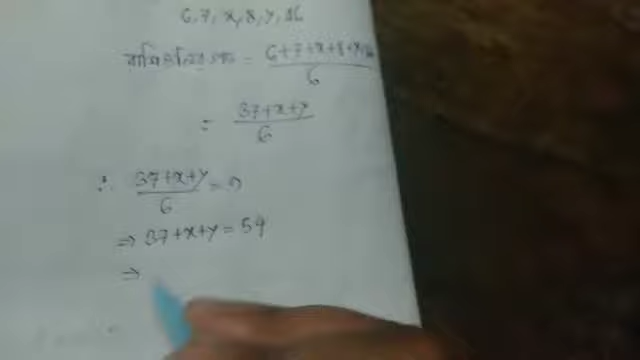 6, 7, x, 8, y, 16
রাশিগুলির গড় = (6+7+x+8+y+16)/6
= (37+x+y)/6
∴ (37+x+y)/6 = 9
⇒ 37+x+y = 54
⇒